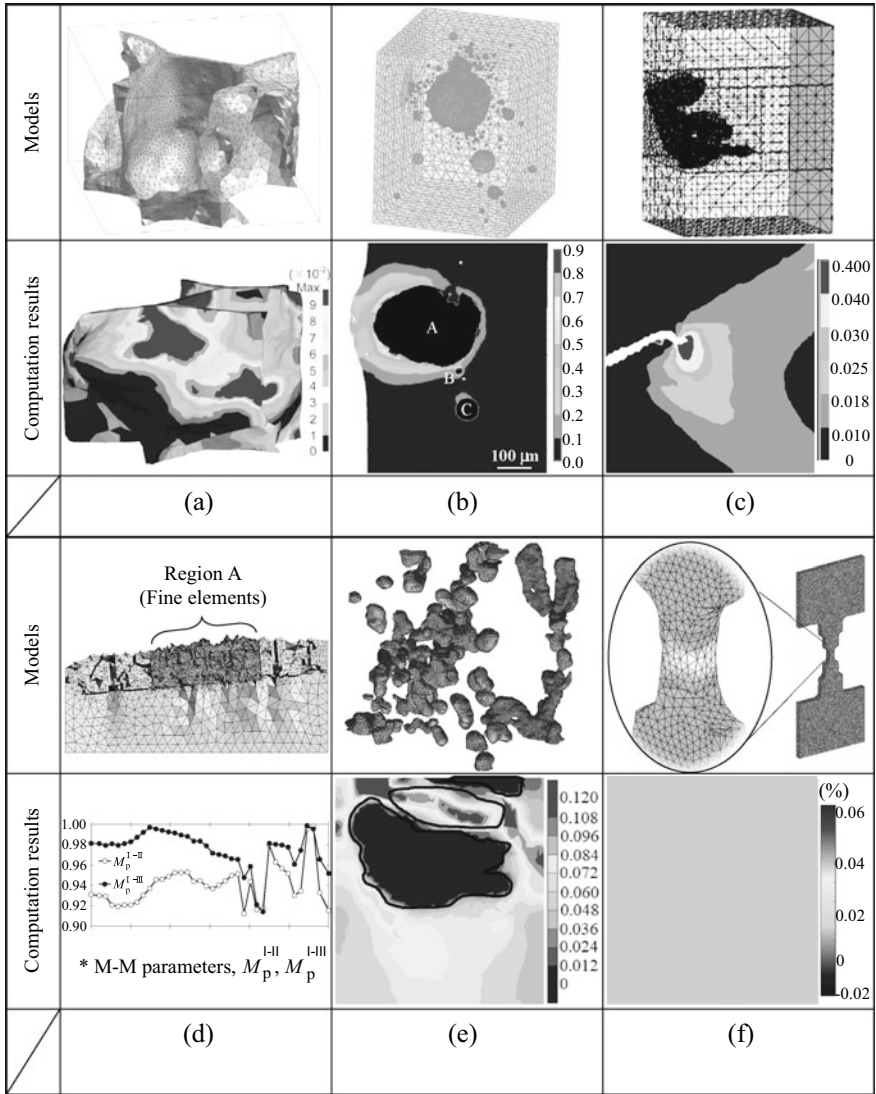 Models
Computation results
(×10⁻²)
Max
9
8
7
6
5
4
3
2
1
0
A
B
C
100 μm
0.9
0.8
0.7
0.6
0.5
0.4
0.3
0.2
0.1
0.0
0.400
0.040
0.030
0.025
0.018
0.010
0
(a)
(b)
(c)
Models
Region A
(Fine elements)
Computation results
1.00
0.98
0.96
0.94
0.92
0.90
M_p^{I-II}
M_p^{I-III}
* M-M parameters, M_p^{I-II}, M_p^{I-III}
0.120
0.108
0.096
0.084
0.072
0.060
0.048
0.036
0.024
0.012
0
(%)
0.06
0.04
0.02
0
-0.02
(d)
(e)
(f)